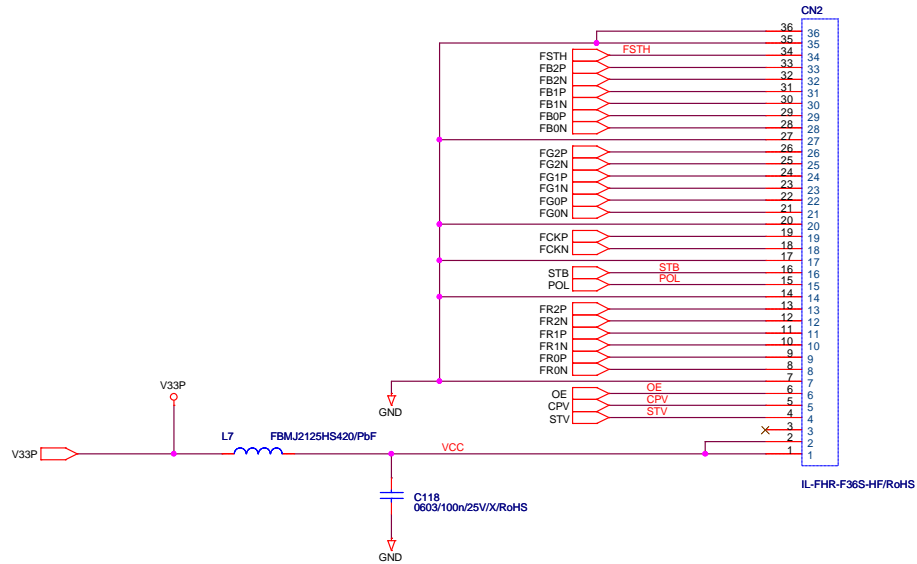 CN2
36 36
35 35
FSTH FSTH 34 34
FB2P 33 33
FB2N 32 32
FB1P 31 31
FB1N 30 30
FB0P 29 29
FB0N 28 28
27 27
FG2P 26 26
FG2N 25 25
FG1P 24 24
FG1N 23 23
FG0P 22 22
FG0N 21 21
20 20
FCKP 19 19
FCKN 18 18
17 17
STB STB 16 16
POL POL 15 15
14 14
FR2P 13 13
FR2N 12 12
FR1P 11 11
FR1N 10 10
FR0P 9 9
FR0N 8 8
7 7
OE OE 6 6
CPV CPV 5 5
STV STV 4 4
3 3
2 2
1 1
GND
V33P
L7 FBMJ2125HS420/PbF
V33P
VCC
IL-FHR-F36S-HF/RoHS
C118
0603/100n/25V/X/RoHS
GND